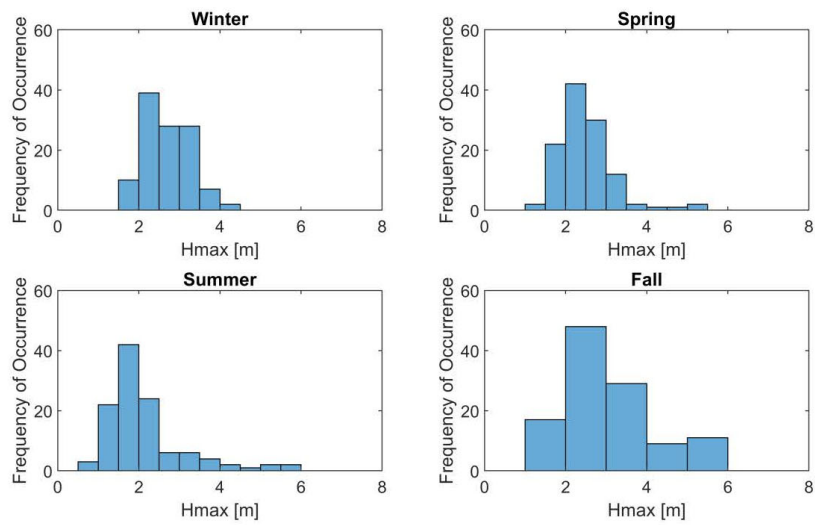 Winter
Frequency of Occurrence
60
40
20
0
0 2 4 6 8
Hmax [m]
Spring
Frequency of Occurrence
60
40
20
0
0 2 4 6 8
Hmax [m]
Summer
Frequency of Occurrence
60
40
20
0
0 2 4 6 8
Hmax [m]
Fall
Frequency of Occurrence
60
40
20
0
0 2 4 6 8
Hmax [m]